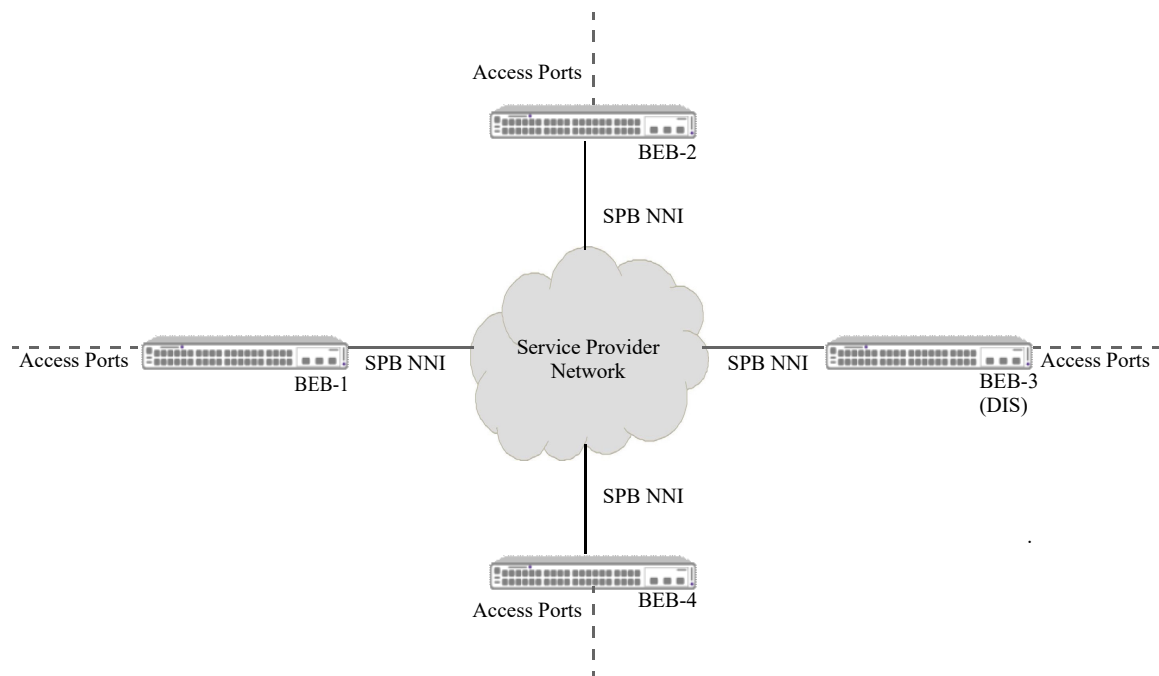 Access Ports
BEB-2
SPB NNI
Service Provider
Network
Access Ports
SPB NNI
BEB-1
SPB NNI
Access Ports
BEB-3
(DIS)
SPB NNI
.
Access Ports
BEB-4